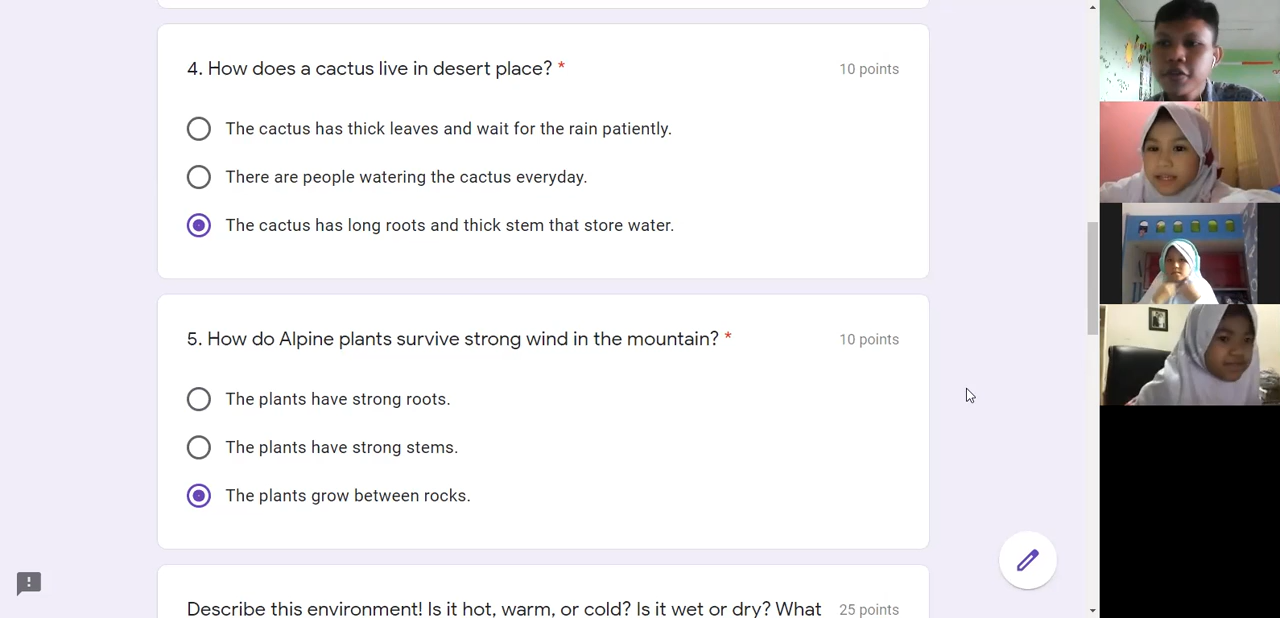 4. How does a cactus live in desert place? *
10 points
The cactus has thick leaves and wait for the rain patiently.
There are people watering the cactus everyday.
The cactus has long roots and thick stem that store water.
5. How do Alpine plants survive strong wind in the mountain? *
10 points
The plants have strong roots.
The plants have strong stems.
The plants grow between rocks.
Describe this environment! Is it hot, warm, or cold? Is it wet or dry? What
25 points